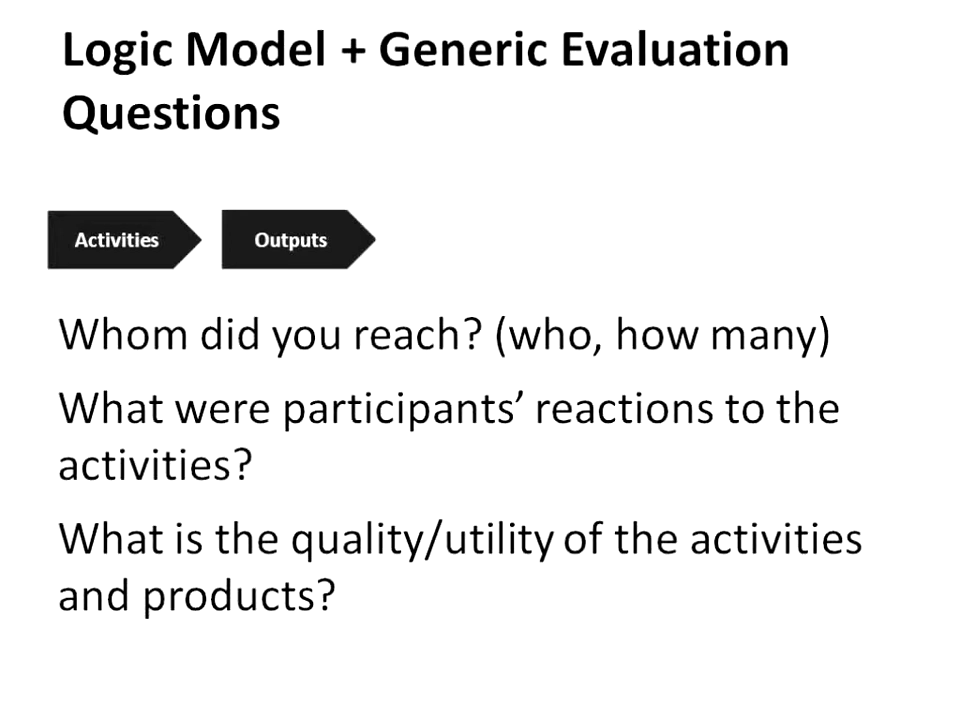 Logic Model + Generic Evaluation
Questions
Activities
Outputs
Whom did you reach? (who, how many)
What were participants’ reactions to the
activities?
What is the quality/utility of the activities
and products?